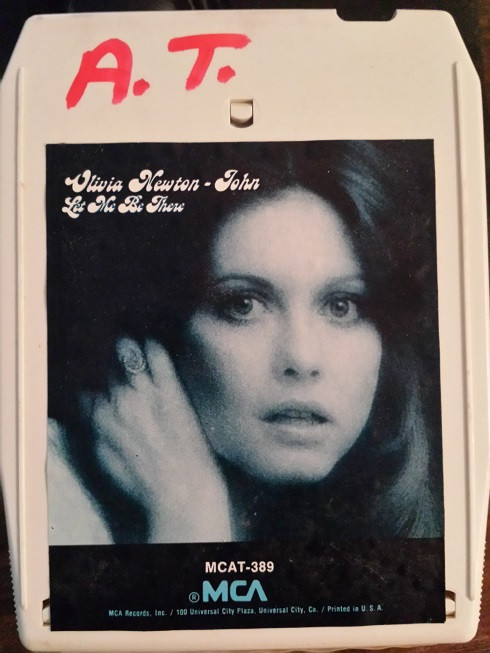 A.T.
Olivia Newton-John
Let Me Be There
MCAT-389
® MCA
MCA Records, Inc. / 100 Universal City Plaza, Universal City, Ca. / Printed in U.S.A.